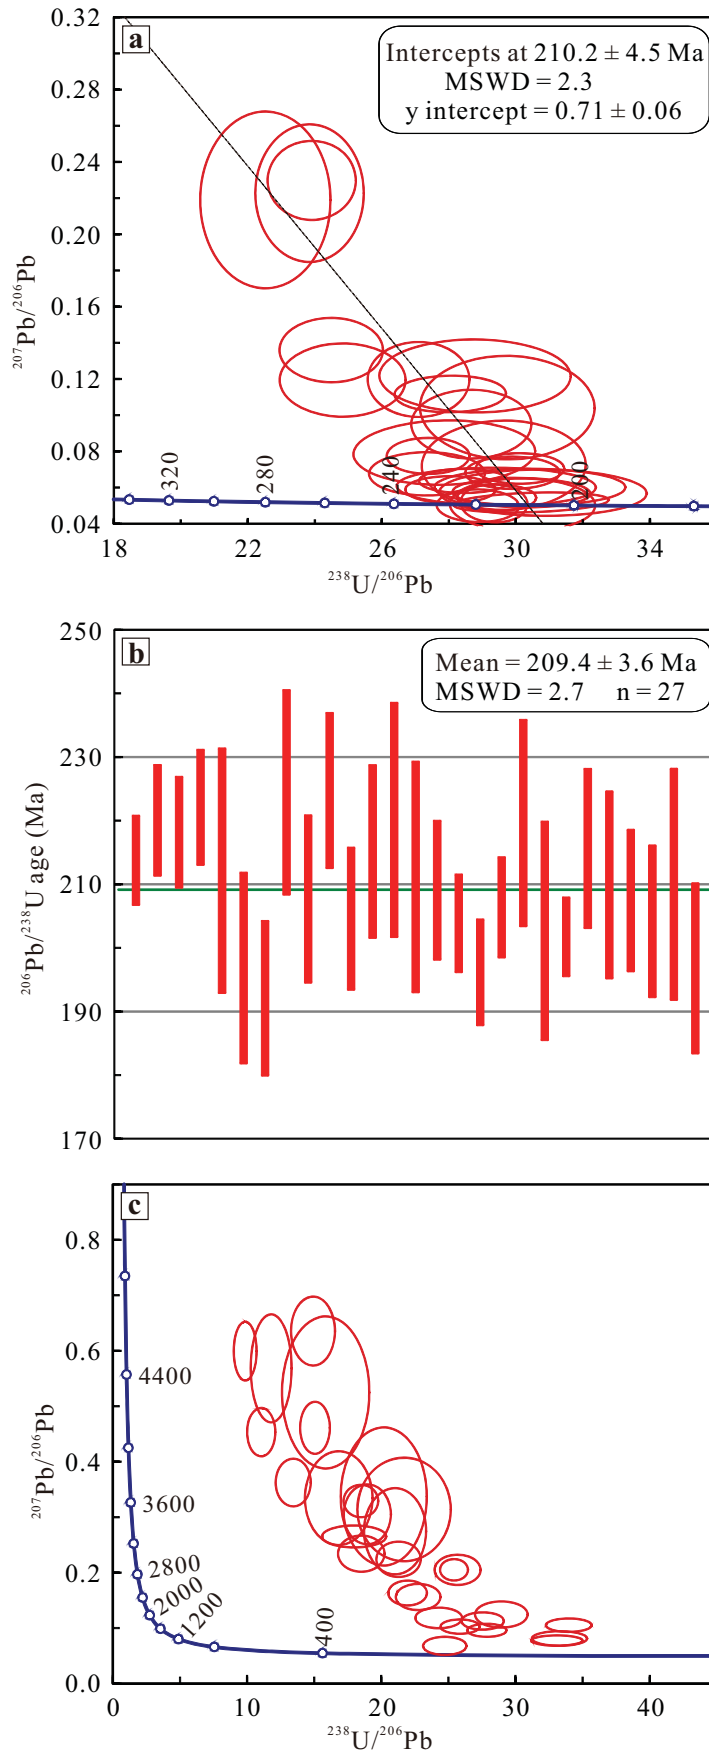 a
Intercepts at 210.2 ± 4.5 Ma
MSWD = 2.3
y intercept = 0.71 ± 0.06
0.32
0.28
0.24
0.20
0.16
0.12
0.08
0.04
207Pb/206Pb
320
280
240
200
18
22
26
30
34
238U/206Pb
b
Mean = 209.4 ± 3.6 Ma
MSWD = 2.7 n = 27
250
230
210
190
170
206Pb/238U age (Ma)
c
0.8
0.6
0.4
0.2
0.0
207Pb/206Pb
4400
3600
2800
2000
1200
400
0
10
20
30
40
238U/206Pb